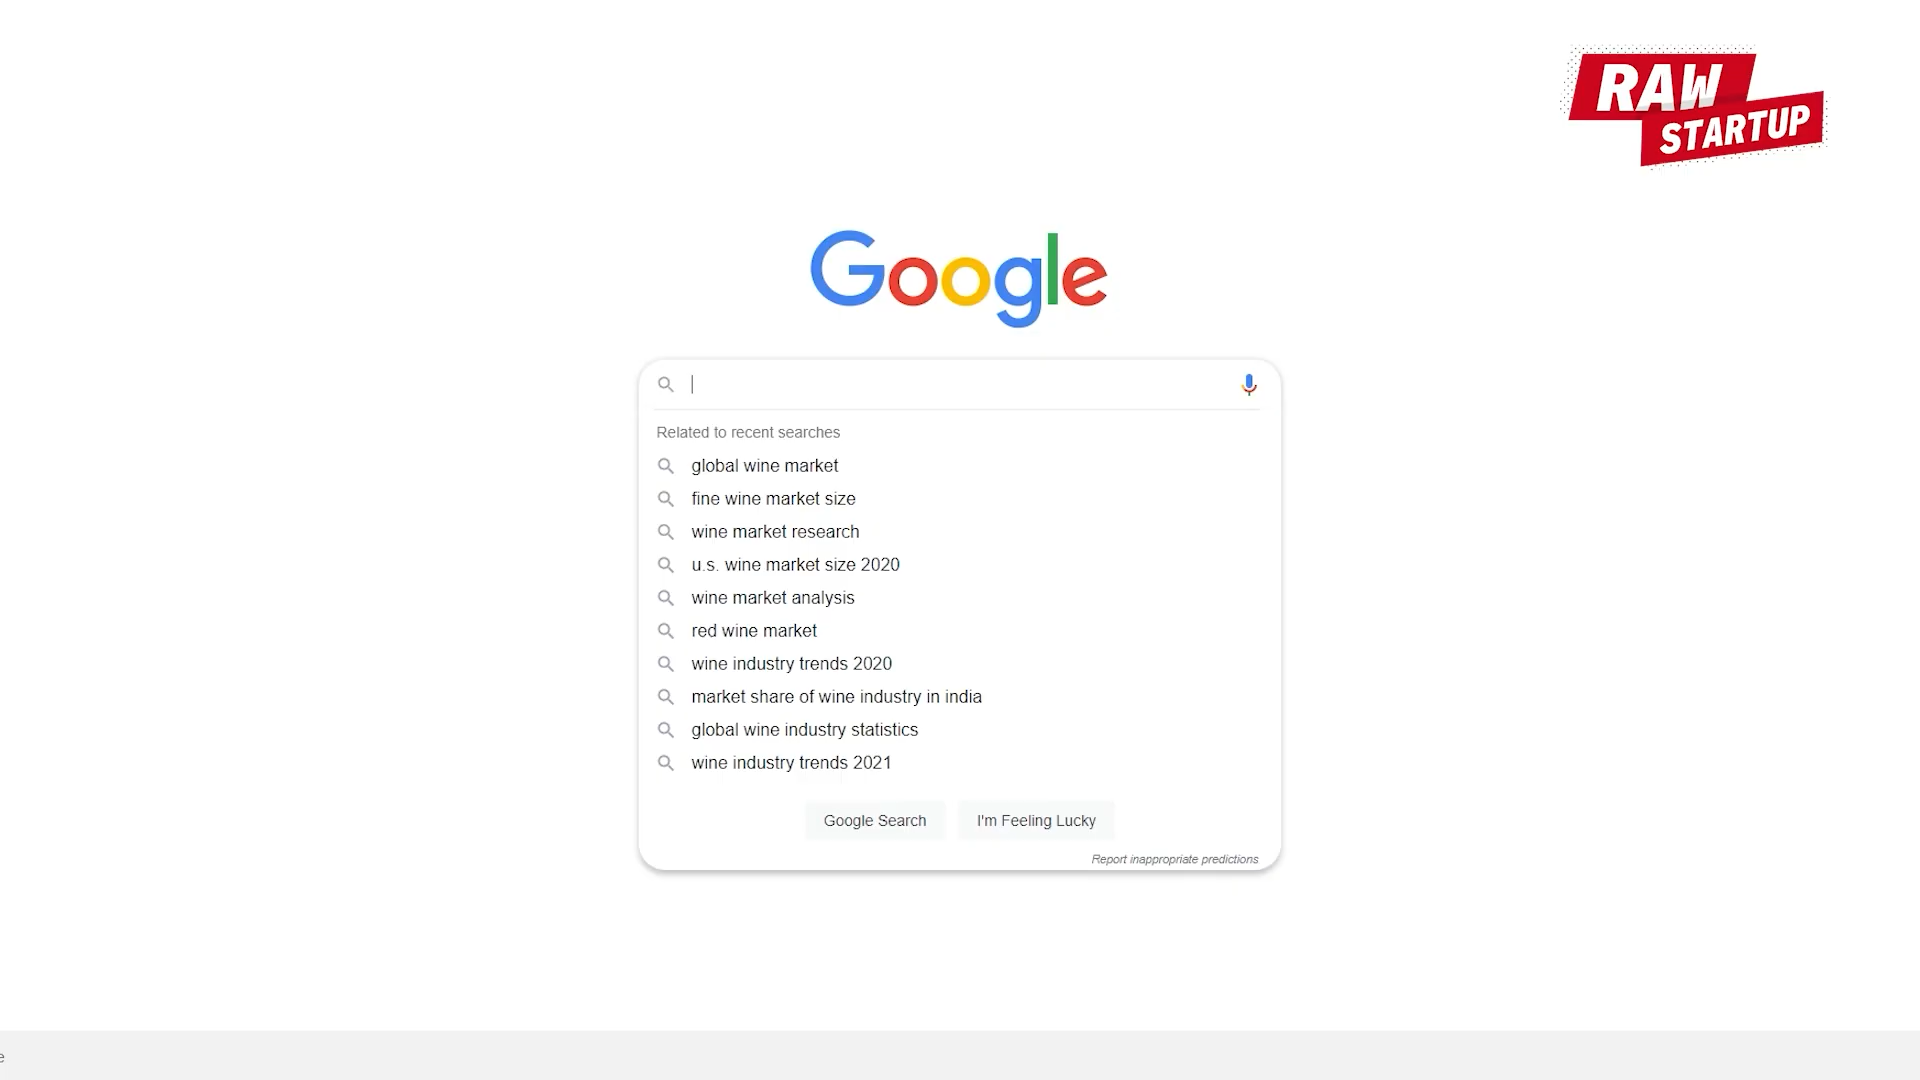 RAW
STARTUP
Google
Related to recent searches
global wine market
fine wine market size
wine market research
u.s. wine market size 2020
wine market analysis
red wine market
wine industry trends 2020
market share of wine industry in india
global wine industry statistics
wine industry trends 2021
Google Search
I'm Feeling Lucky
Report inappropriate predictions